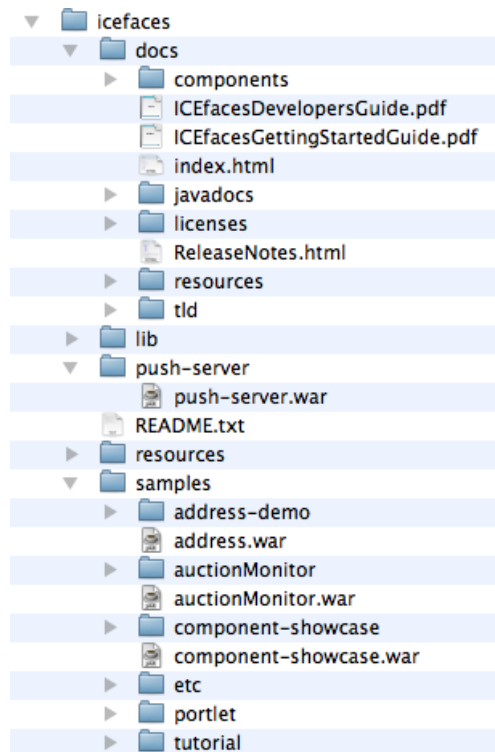 icefaces
docs
components
ICEfacesDevelopersGuide.pdf
ICEfacesGettingStartedGuide.pdf
index.html
javadocs
licenses
ReleaseNotes.html
resources
tld
lib
push-server
push-server.war
README.txt
resources
samples
address-demo
address.war
auctionMonitor
auctionMonitor.war
component-showcase
component-showcase.war
etc
portlet
tutorial